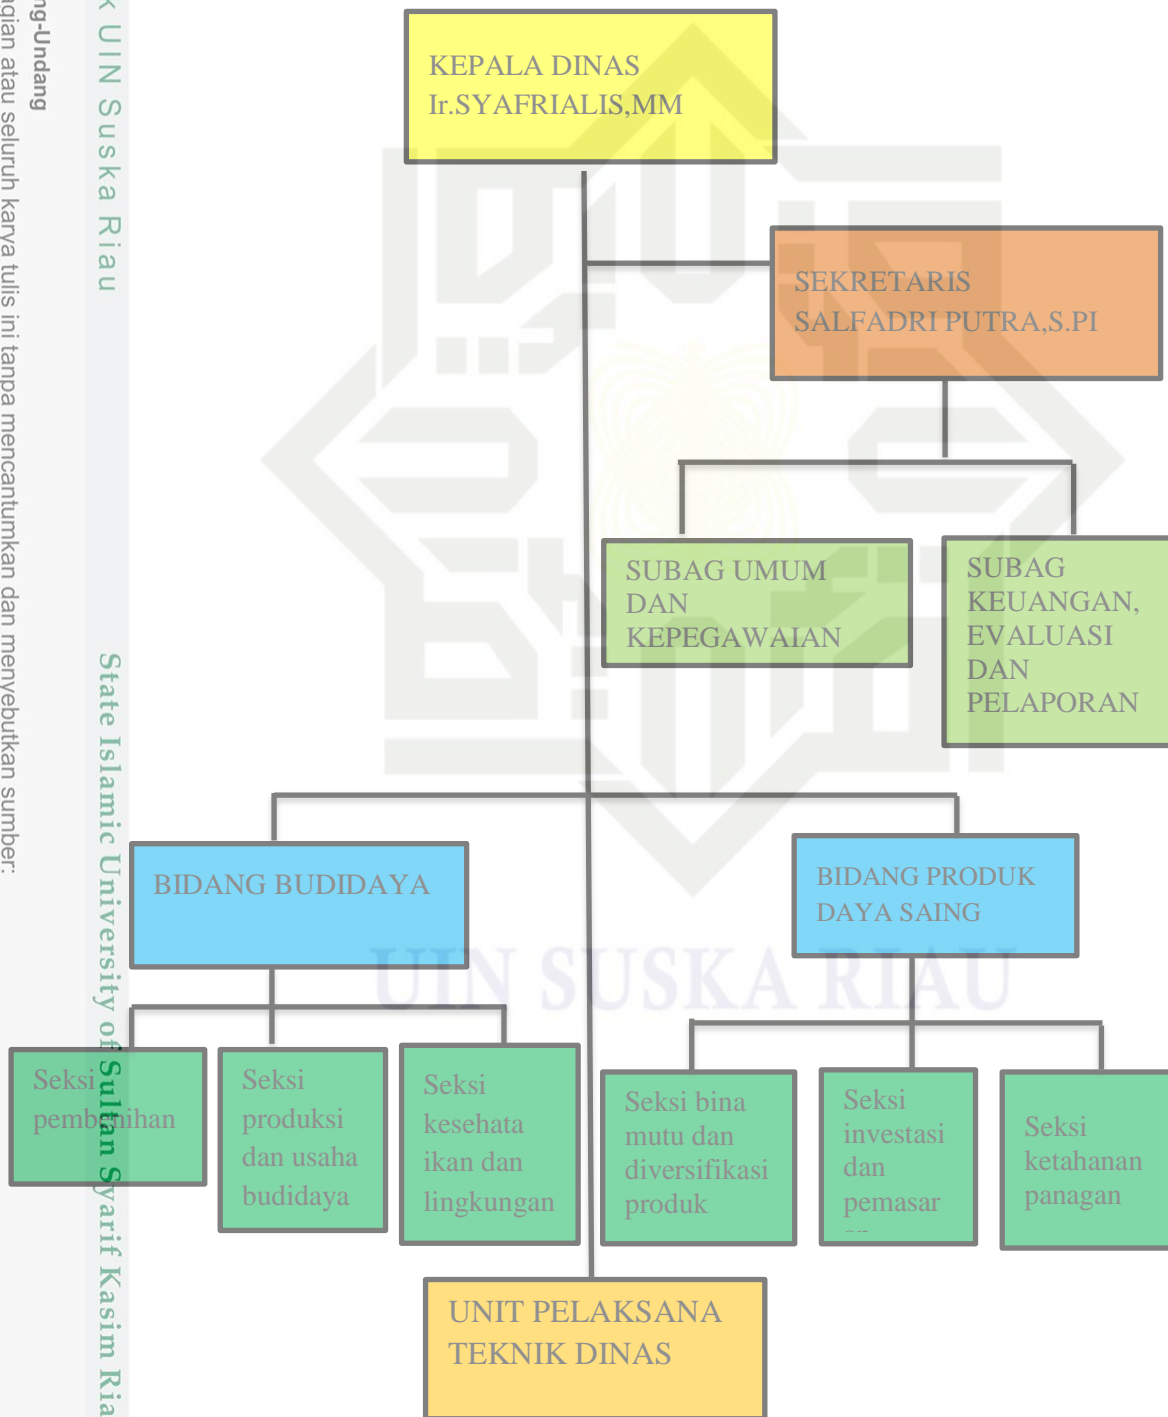 KEPALA DINAS
Ir.SYAFRIALIS,MM
SEKRETARIS
SALFADRI PUTRA,S.PI
SUBAG UMUM
DAN
KEPEGAWAIAN
SUBAG
KEUANGAN,
EVALUASI
DAN
PELAPORAN
BIDANG BUDIDAYA
BIDANG PRODUK
DAYA SAING
Seksi
pembenihan
Seksi
produksi
dan usaha
budidaya
Seksi
kesehata
ikan dan
lingkungan
Seksi bina
mutu dan
diversifikasi
produk
Seksi
investasi
dan
pemasar
Seksi
ketahanan
panagan
UNIT PELAKSANA
TEKNIK DINAS
UIN SUSKA RIAU
k UIN Suska Riau
State Islamic University of Sultan Syarif Kasim Ria
ng-Undang
agian atau seluruh karya tulis ini tanpa mencantumkan dan menyebutkan sumber: